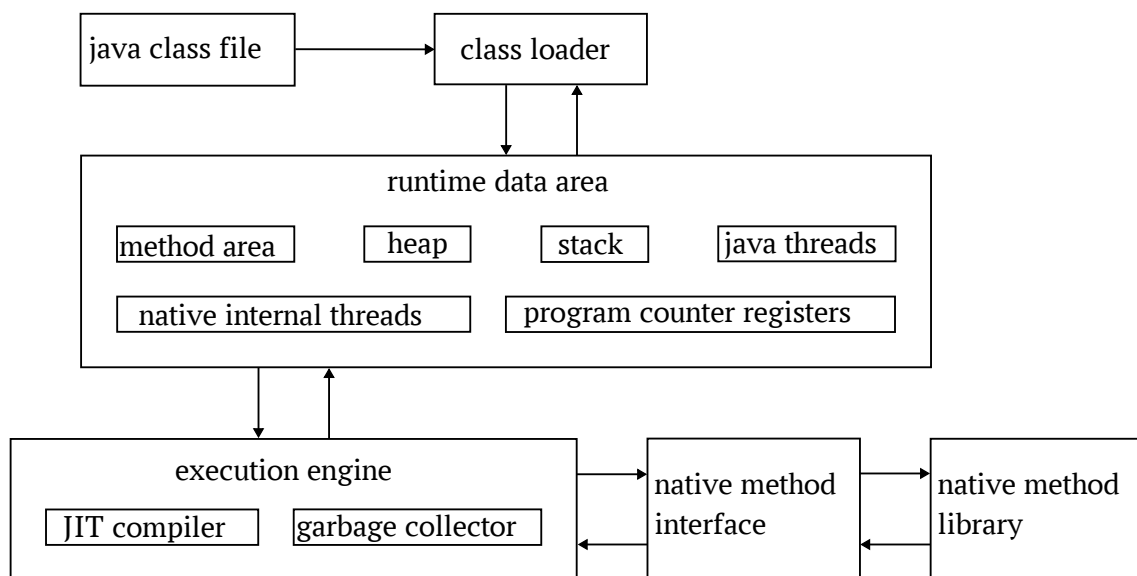 java class file
class loader
runtime data area
method area
heap
stack
java threads
native internal threads
program counter registers
execution engine
JIT compiler
garbage collector
native method
interface
native method
library